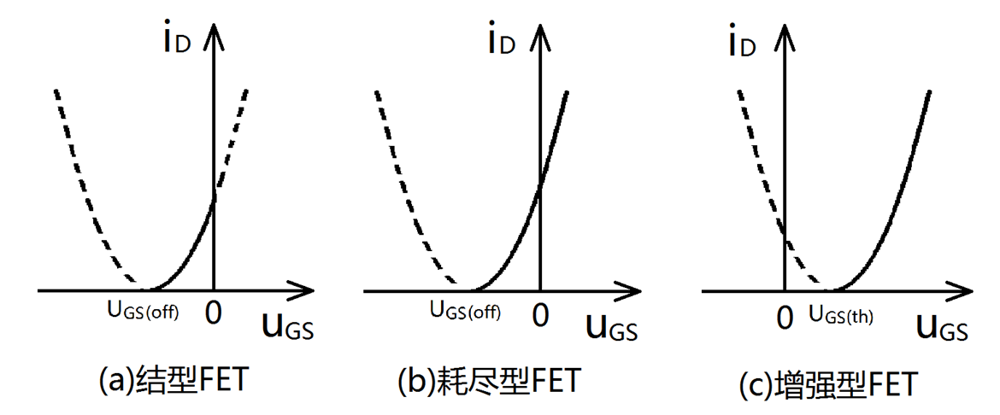 iD
iD
iD
UGS(off)
0
uGS
UGS(off)
0
uGS
0
UGS(th)
uGS
(a)结型FET
(b)耗尽型FET
(c)增强型FET